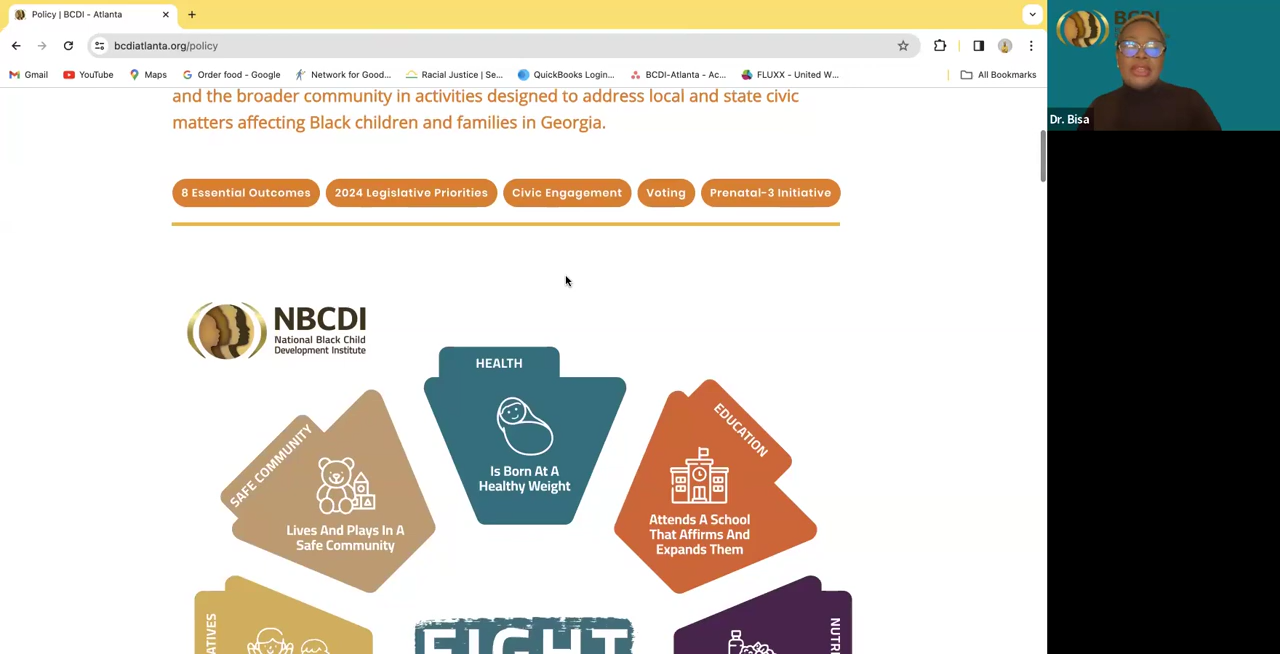 Policy | BCDI - Atlanta
bcdiatlanta.org/policy
Gmail
YouTube
Maps
Order food - Google
Network for Good...
Racial Justice | Se...
QuickBooks Login...
BCDI-Atlanta - Ac...
FLUXX - United W...
All Bookmarks
and the broader community in activities designed to address local and state civic
matters affecting Black children and families in Georgia.
8 Essential Outcomes
2024 Legislative Priorities
Civic Engagement
Voting
Prenatal-3 Initiative
NBCDI
National Black Child
Development Institute
HEALTH
Is Born At A
Healthy Weight
SAFE COMMUNITY
Lives And Plays In A
Safe Community
EDUCATION
Attends A School
That Affirms And
Expands Them
FIGHT
BCDI
Dr. Bisa